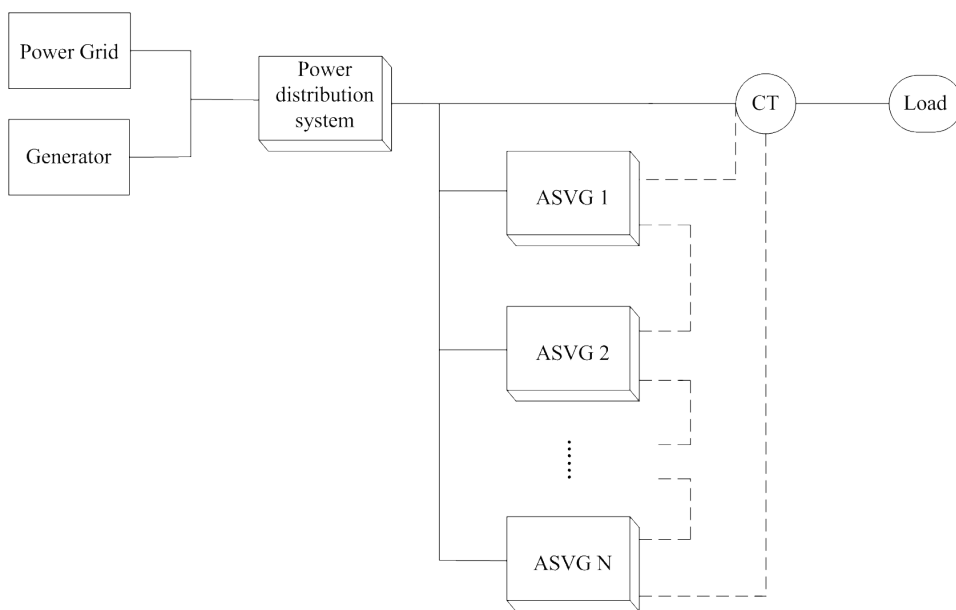 Power Grid
Generator
Power
distribution
system
CT
Load
ASVG 1
ASVG 2
ASVG N